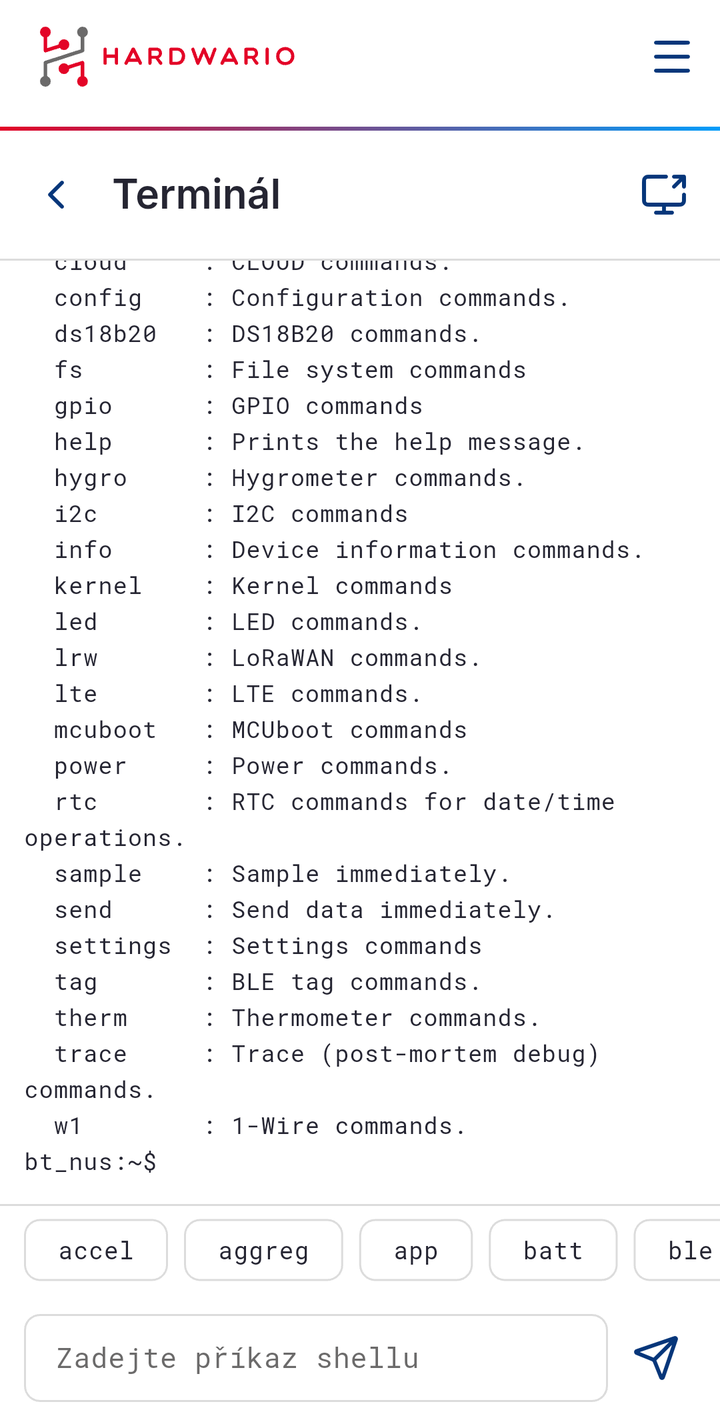 HARDWARIO
Terminál
cloud : CLOUD commands.
config : Configuration commands.
ds18b20 : DS18B20 commands.
fs : File system commands
gpio : GPIO commands
help : Prints the help message.
hygro : Hygrometer commands.
i2c : I2C commands
info : Device information commands.
kernel : Kernel commands
led : LED commands.
lrw : LoRaWAN commands.
lte : LTE commands.
mcuboot : MCUboot commands
power : Power commands.
rtc : RTC commands for date/time
operations.
sample : Sample immediately.
send : Send data immediately.
settings : Settings commands
tag : BLE tag commands.
therm : Thermometer commands.
trace : Trace (post-mortem debug)
commands.
w1 : 1-Wire commands.
bt_nus:~$
accel aggreg app batt ble
Zadejte příkaz shellu